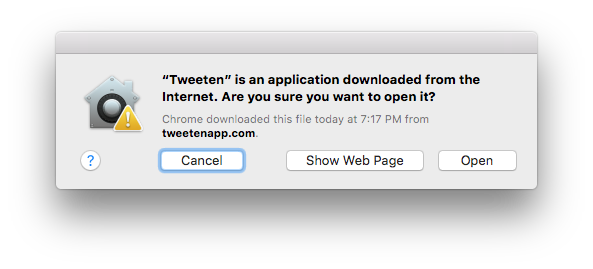 “Tweeten” is an application downloaded from the
Internet. Are you sure you want to open it?
Chrome downloaded this file today at 7:17 PM from
tweetenapp.com.
?
Cancel
Show Web Page
Open